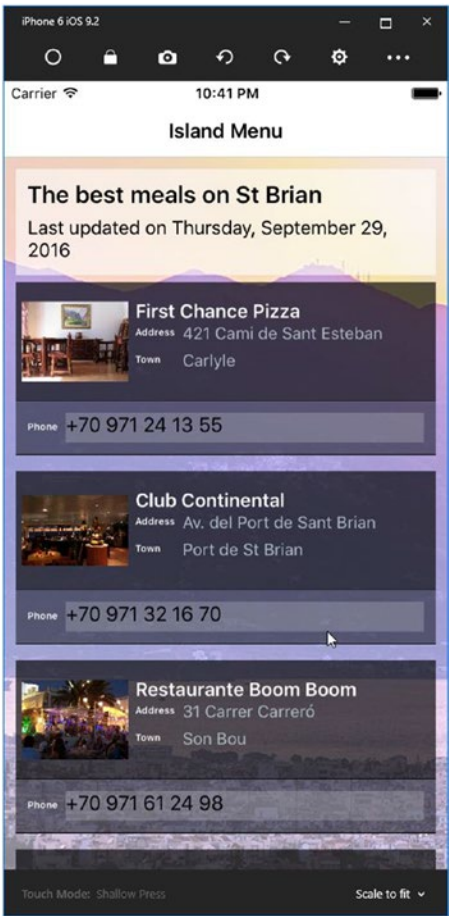 iPhone 6 iOS 9.2
Carrier
10:41 PM
Island Menu
The best meals on St Brian
Last updated on Thursday, September 29,
2016
First Chance Pizza
Address 421 Cami de Sant Esteban
Town Carlyle
Phone +70 971 24 13 55
Club Continental
Address Av. del Port de Sant Brian
Town Port de St Brian
Phone +70 971 32 16 70
Restaurante Boom Boom
Address 31 Carrer Carreró
Town Son Bou
Phone +70 971 61 24 98
Touch Mode: Shallow Press
Scale to fit